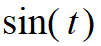 sin( t )